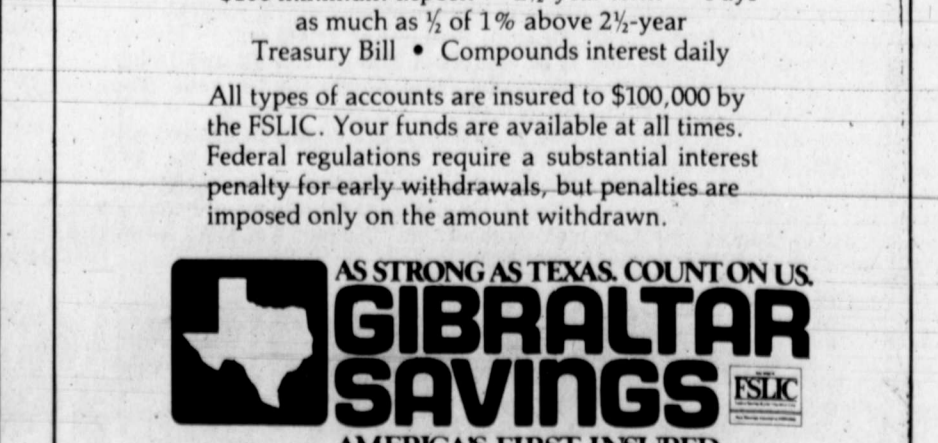 as much as ½ of 1% above 2½-year
Treasury Bill • Compounds interest daily
All types of accounts are insured to $100,000 by
the FSLIC. Your funds are available at all times.
Federal regulations require a substantial interest
penalty for early withdrawals, but penalties are
imposed only on the amount withdrawn.
AS STRONG AS TEXAS. COUNT ON US.
GIBRALTAR
SAVINGS
FSLIC
AMERICA'S FIRST INSURED